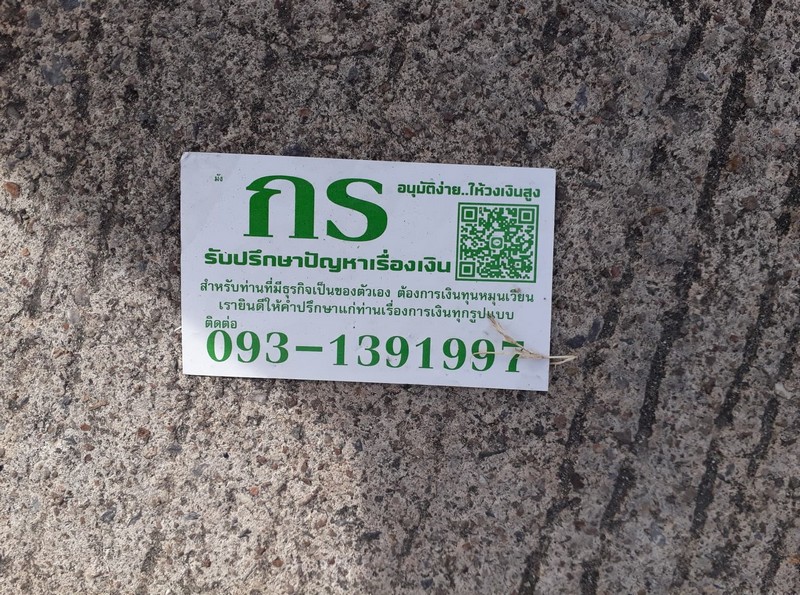 กร
อนุมัติง่าย..ให้วงเงินสูง
รับปรึกษาปัญหาเรื่องเงิน
สำหรับท่านที่มีธุรกิจเป็นของตัวเอง ต้องการเงินทุนหมุนเวียน
เรายินดีให้คำปรึกษาแก่ท่านเรื่องการเงินทุกรูปแบบ
ติดต่อ
093-1391997